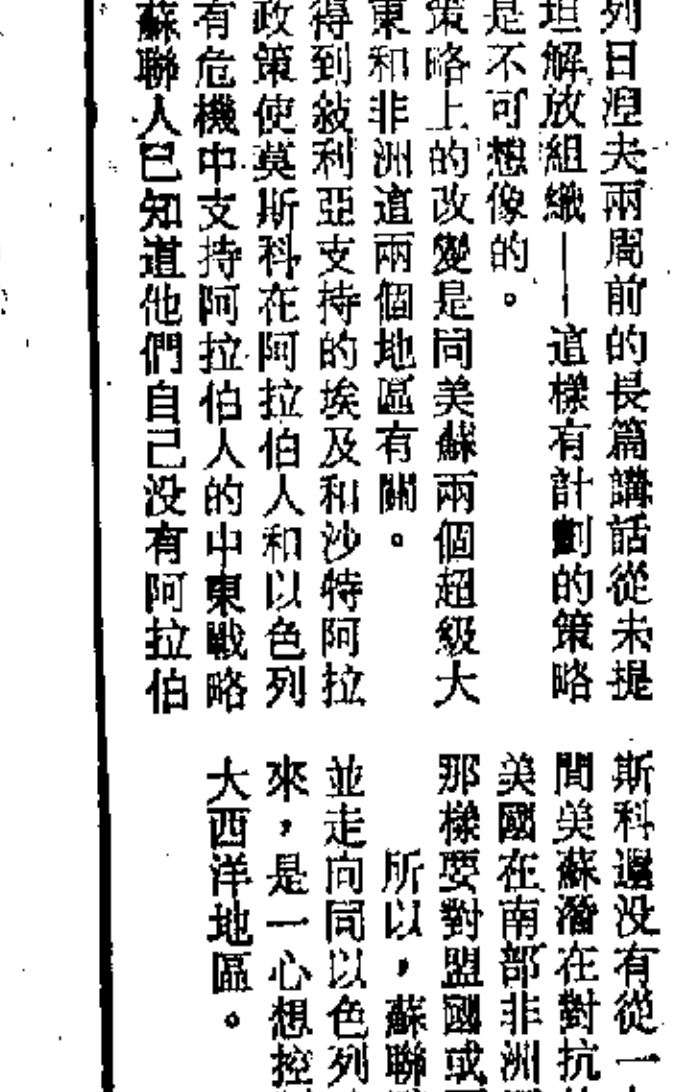 列日涅夫兩周前的長篇講話從未提
坦解放組織——這樣有計劃的策略
是不可想像的。
策略上的改變是同美蘇兩個超級大
東和非洲這兩個地區有關。
得到敍利亞支持的埃及和沙特阿拉
政策使莫斯科在阿拉伯人和以色列
有危機中支持阿拉伯人的中東戰略
蘇聯人已知道他們自己没有阿拉伯
斯科還没有從一
間美蘇潛在對抗
美國在南部非洲
那樣要對盟國或
所以，蘇聯
並走向同以色列
來，是一心想控
大西洋地區。